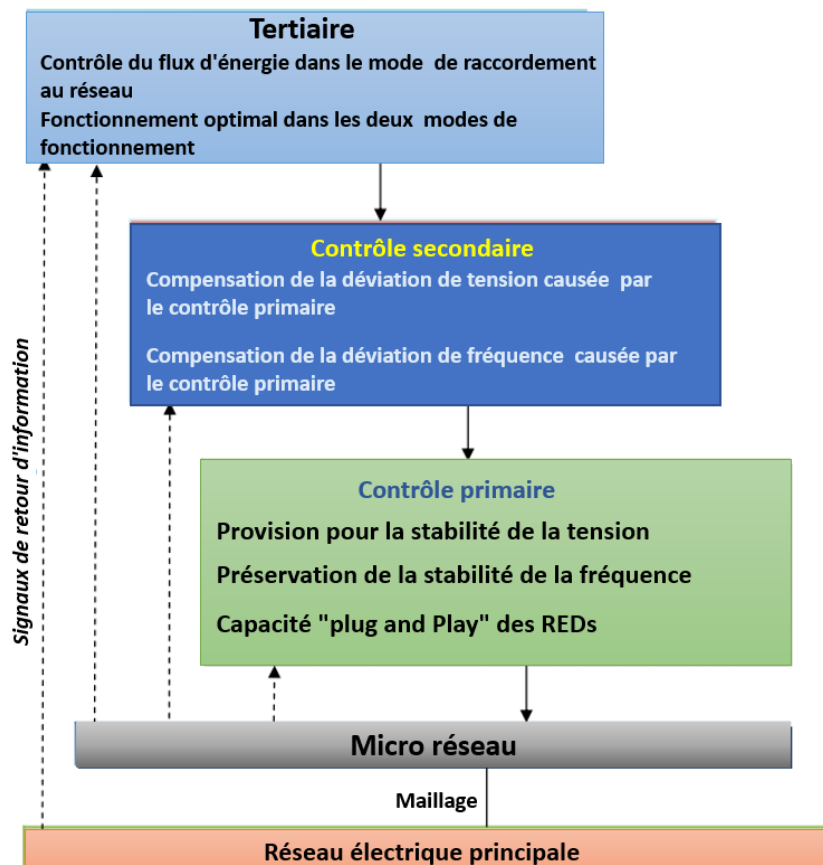 Tertiaire
Contrôle du flux d'énergie dans le mode de raccordement
au réseau
Fonctionnement optimal dans les deux modes de
fonctionnement
Contrôle secondaire
Compensation de la déviation de tension causée par
le contrôle primaire
Compensation de la déviation de fréquence causée par
le contrôle primaire
Signaux de retour d'information
Contrôle primaire
Provision pour la stabilité de la tension
Préservation de la stabilité de la fréquence
Capacité "plug and Play" des REDs
Micro réseau
Maillage
Réseau électrique principale